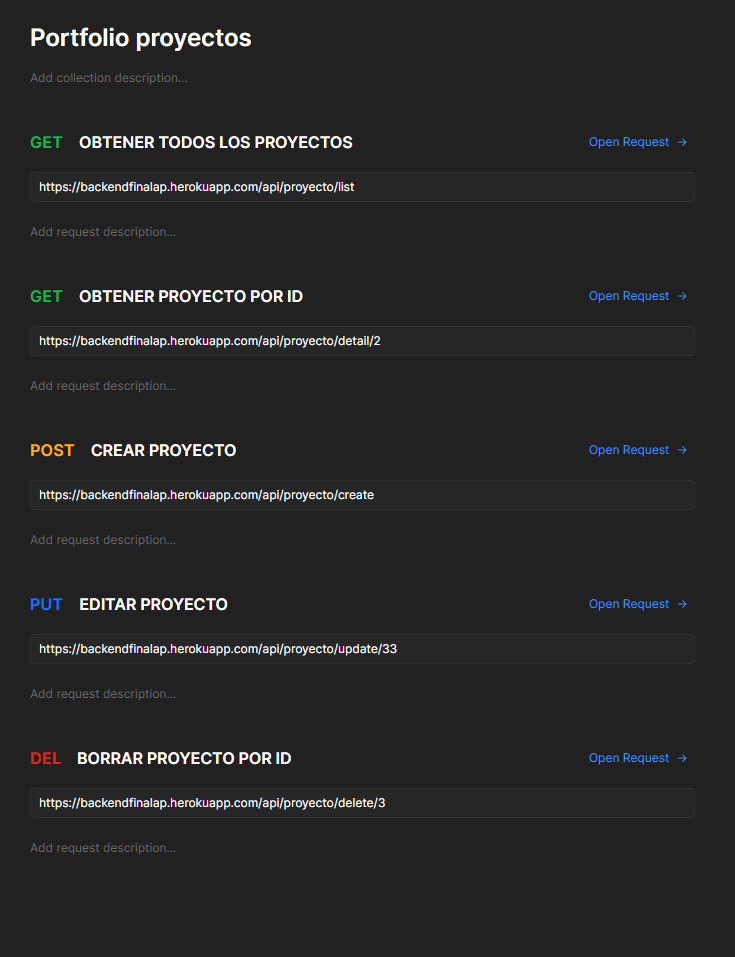 Portfolio proyectos
Add collection description...
GET OBTENER TODOS LOS PROYECTOS Open Request →
https://backendfinalap.herokuapp.com/api/proyecto/list
Add request description...
GET OBTENER PROYECTO POR ID Open Request →
https://backendfinalap.herokuapp.com/api/proyecto/detail/2
Add request description...
POST CREAR PROYECTO Open Request →
https://backendfinalap.herokuapp.com/api/proyecto/create
Add request description...
PUT EDITAR PROYECTO Open Request →
https://backendfinalap.herokuapp.com/api/proyecto/update/33
Add request description...
DEL BORRAR PROYECTO POR ID Open Request →
https://backendfinalap.herokuapp.com/api/proyecto/delete/3
Add request description...